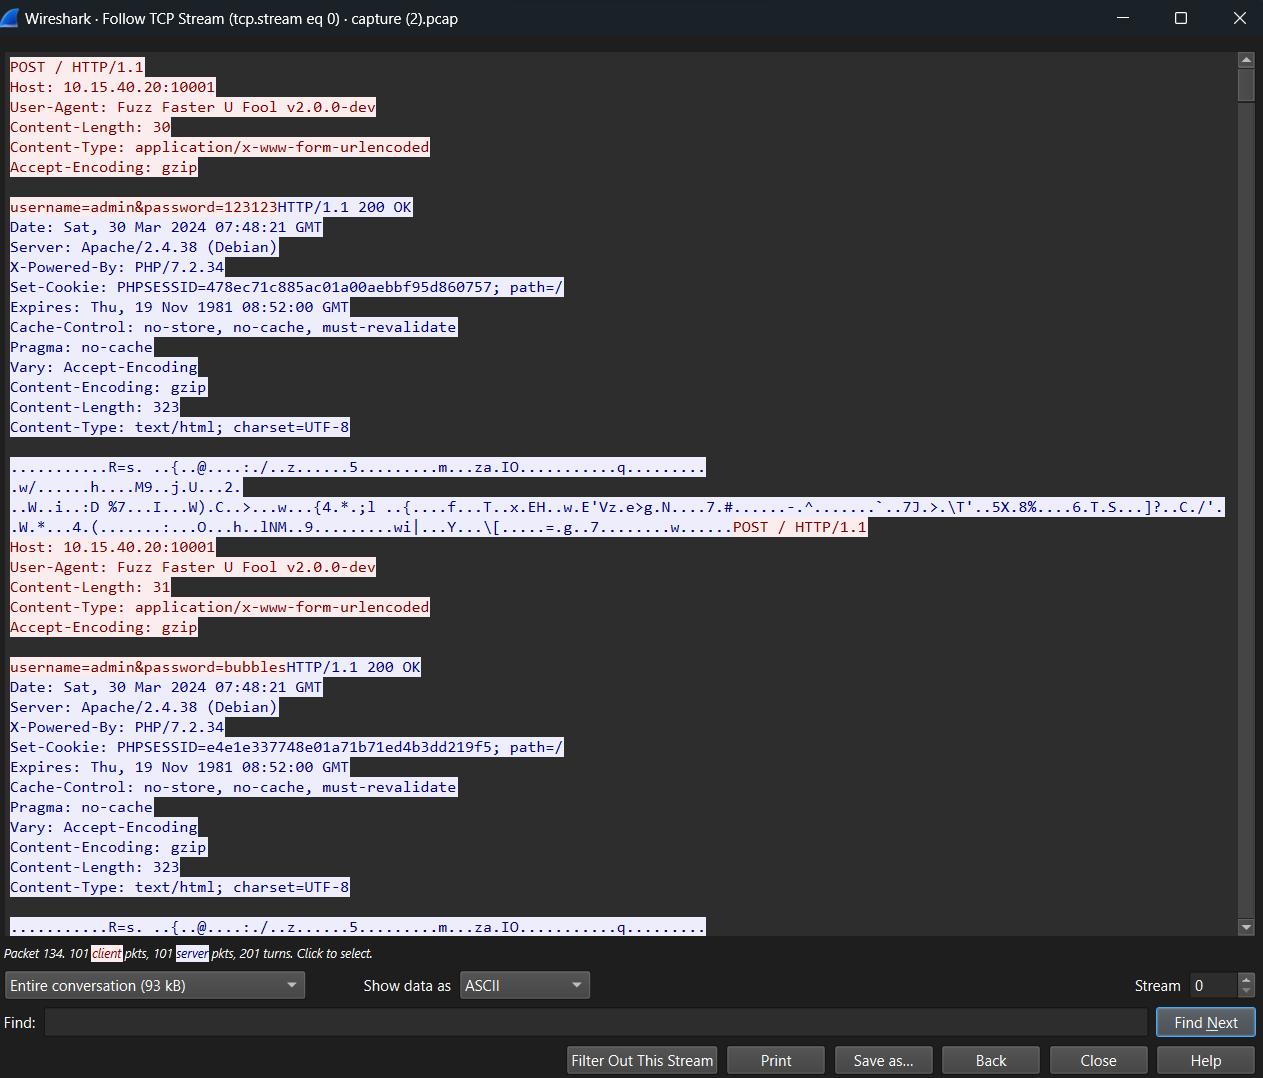 Wireshark · Follow TCP Stream (tcp.stream eq 0) · capture (2).pcap
POST / HTTP/1.1
Host: 10.15.40.20:10001
User-Agent: Fuzz Faster U Fool v2.0.0-dev
Content-Length: 30
Content-Type: application/x-www-form-urlencoded
Accept-Encoding: gzip
username=admin&password=123123HTTP/1.1 200 OK
Date: Sat, 30 Mar 2024 07:48:21 GMT
Server: Apache/2.4.38 (Debian)
X-Powered-By: PHP/7.2.34
Set-Cookie: PHPSESSID=478ec71c885ac01a00aebbf95d860757; path=/
Expires: Thu, 19 Nov 1981 08:52:00 GMT
Cache-Control: no-store, no-cache, must-revalidate
Pragma: no-cache
Vary: Accept-Encoding
Content-Encoding: gzip
Content-Length: 323
Content-Type: text/html; charset=UTF-8
...........R=s. ..{..@....:./..z......5.........m...za.IO...........q.........
.w/......h....M9..j.U...2.
..W..i..:D %7...I...W).C..>...w...{4.*.;l ..{....f...T..x.EH..w.E'Vz.e>g.N....7.#......-.^.......`..7J.>.\T'..5X.8%....6.T.S...]?..C./'.
.W.*...4.(.......:...O...h..lNM..9.........wi|...Y...\[.....=.g..7........w......POST / HTTP/1.1
Host: 10.15.40.20:10001
User-Agent: Fuzz Faster U Fool v2.0.0-dev
Content-Length: 31
Content-Type: application/x-www-form-urlencoded
Accept-Encoding: gzip
username=admin&password=bubblesHTTP/1.1 200 OK
Date: Sat, 30 Mar 2024 07:48:21 GMT
Server: Apache/2.4.38 (Debian)
X-Powered-By: PHP/7.2.34
Set-Cookie: PHPSESSID=e4e1e337748e01a71b71ed4b3dd219f5; path=/
Expires: Thu, 19 Nov 1981 08:52:00 GMT
Cache-Control: no-store, no-cache, must-revalidate
Pragma: no-cache
Vary: Accept-Encoding
Content-Encoding: gzip
Content-Length: 323
Content-Type: text/html; charset=UTF-8
...........R=s. ..{..@....:./..z......5.........m...za.IO...........q.........
Packet 134. 101 client pkts, 101 server pkts, 201 turns. Click to select.
Entire conversation (93 kB) Show data as ASCII Stream 0
Find: Find Next
Filter Out This Stream Print Save as... Back Close Help